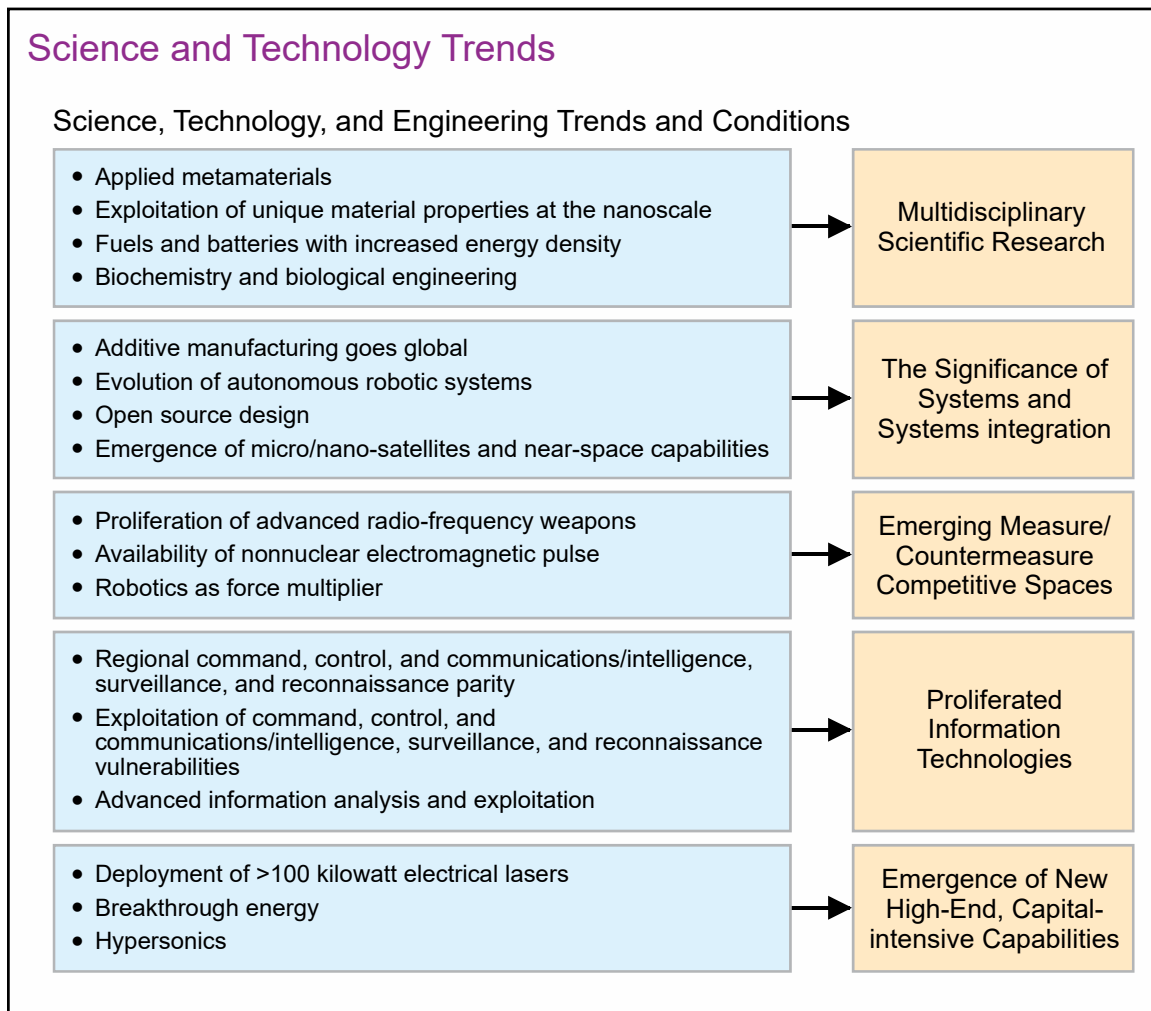 Science and Technology Trends
Science, Technology, and Engineering Trends and Conditions
• Applied metamaterials
• Exploitation of unique material properties at the nanoscale
• Fuels and batteries with increased energy density
• Biochemistry and biological engineering
Multidisciplinary
Scientific Research
• Additive manufacturing goes global
• Evolution of autonomous robotic systems
• Open source design
• Emergence of micro/nano-satellites and near-space capabilities
The Significance of
Systems and
Systems integration
• Proliferation of advanced radio-frequency weapons
• Availability of nonnuclear electromagnetic pulse
• Robotics as force multiplier
Emerging Measure/
Countermeasure
Competitive Spaces
• Regional command, control, and communications/intelligence,
surveillance, and reconnaissance parity
• Exploitation of command, control, and
communications/intelligence, surveillance, and reconnaissance
vulnerabilities
• Advanced information analysis and exploitation
Proliferated
Information
Technologies
• Deployment of >100 kilowatt electrical lasers
• Breakthrough energy
• Hypersonics
Emergence of New
High-End, Capital-
intensive Capabilities